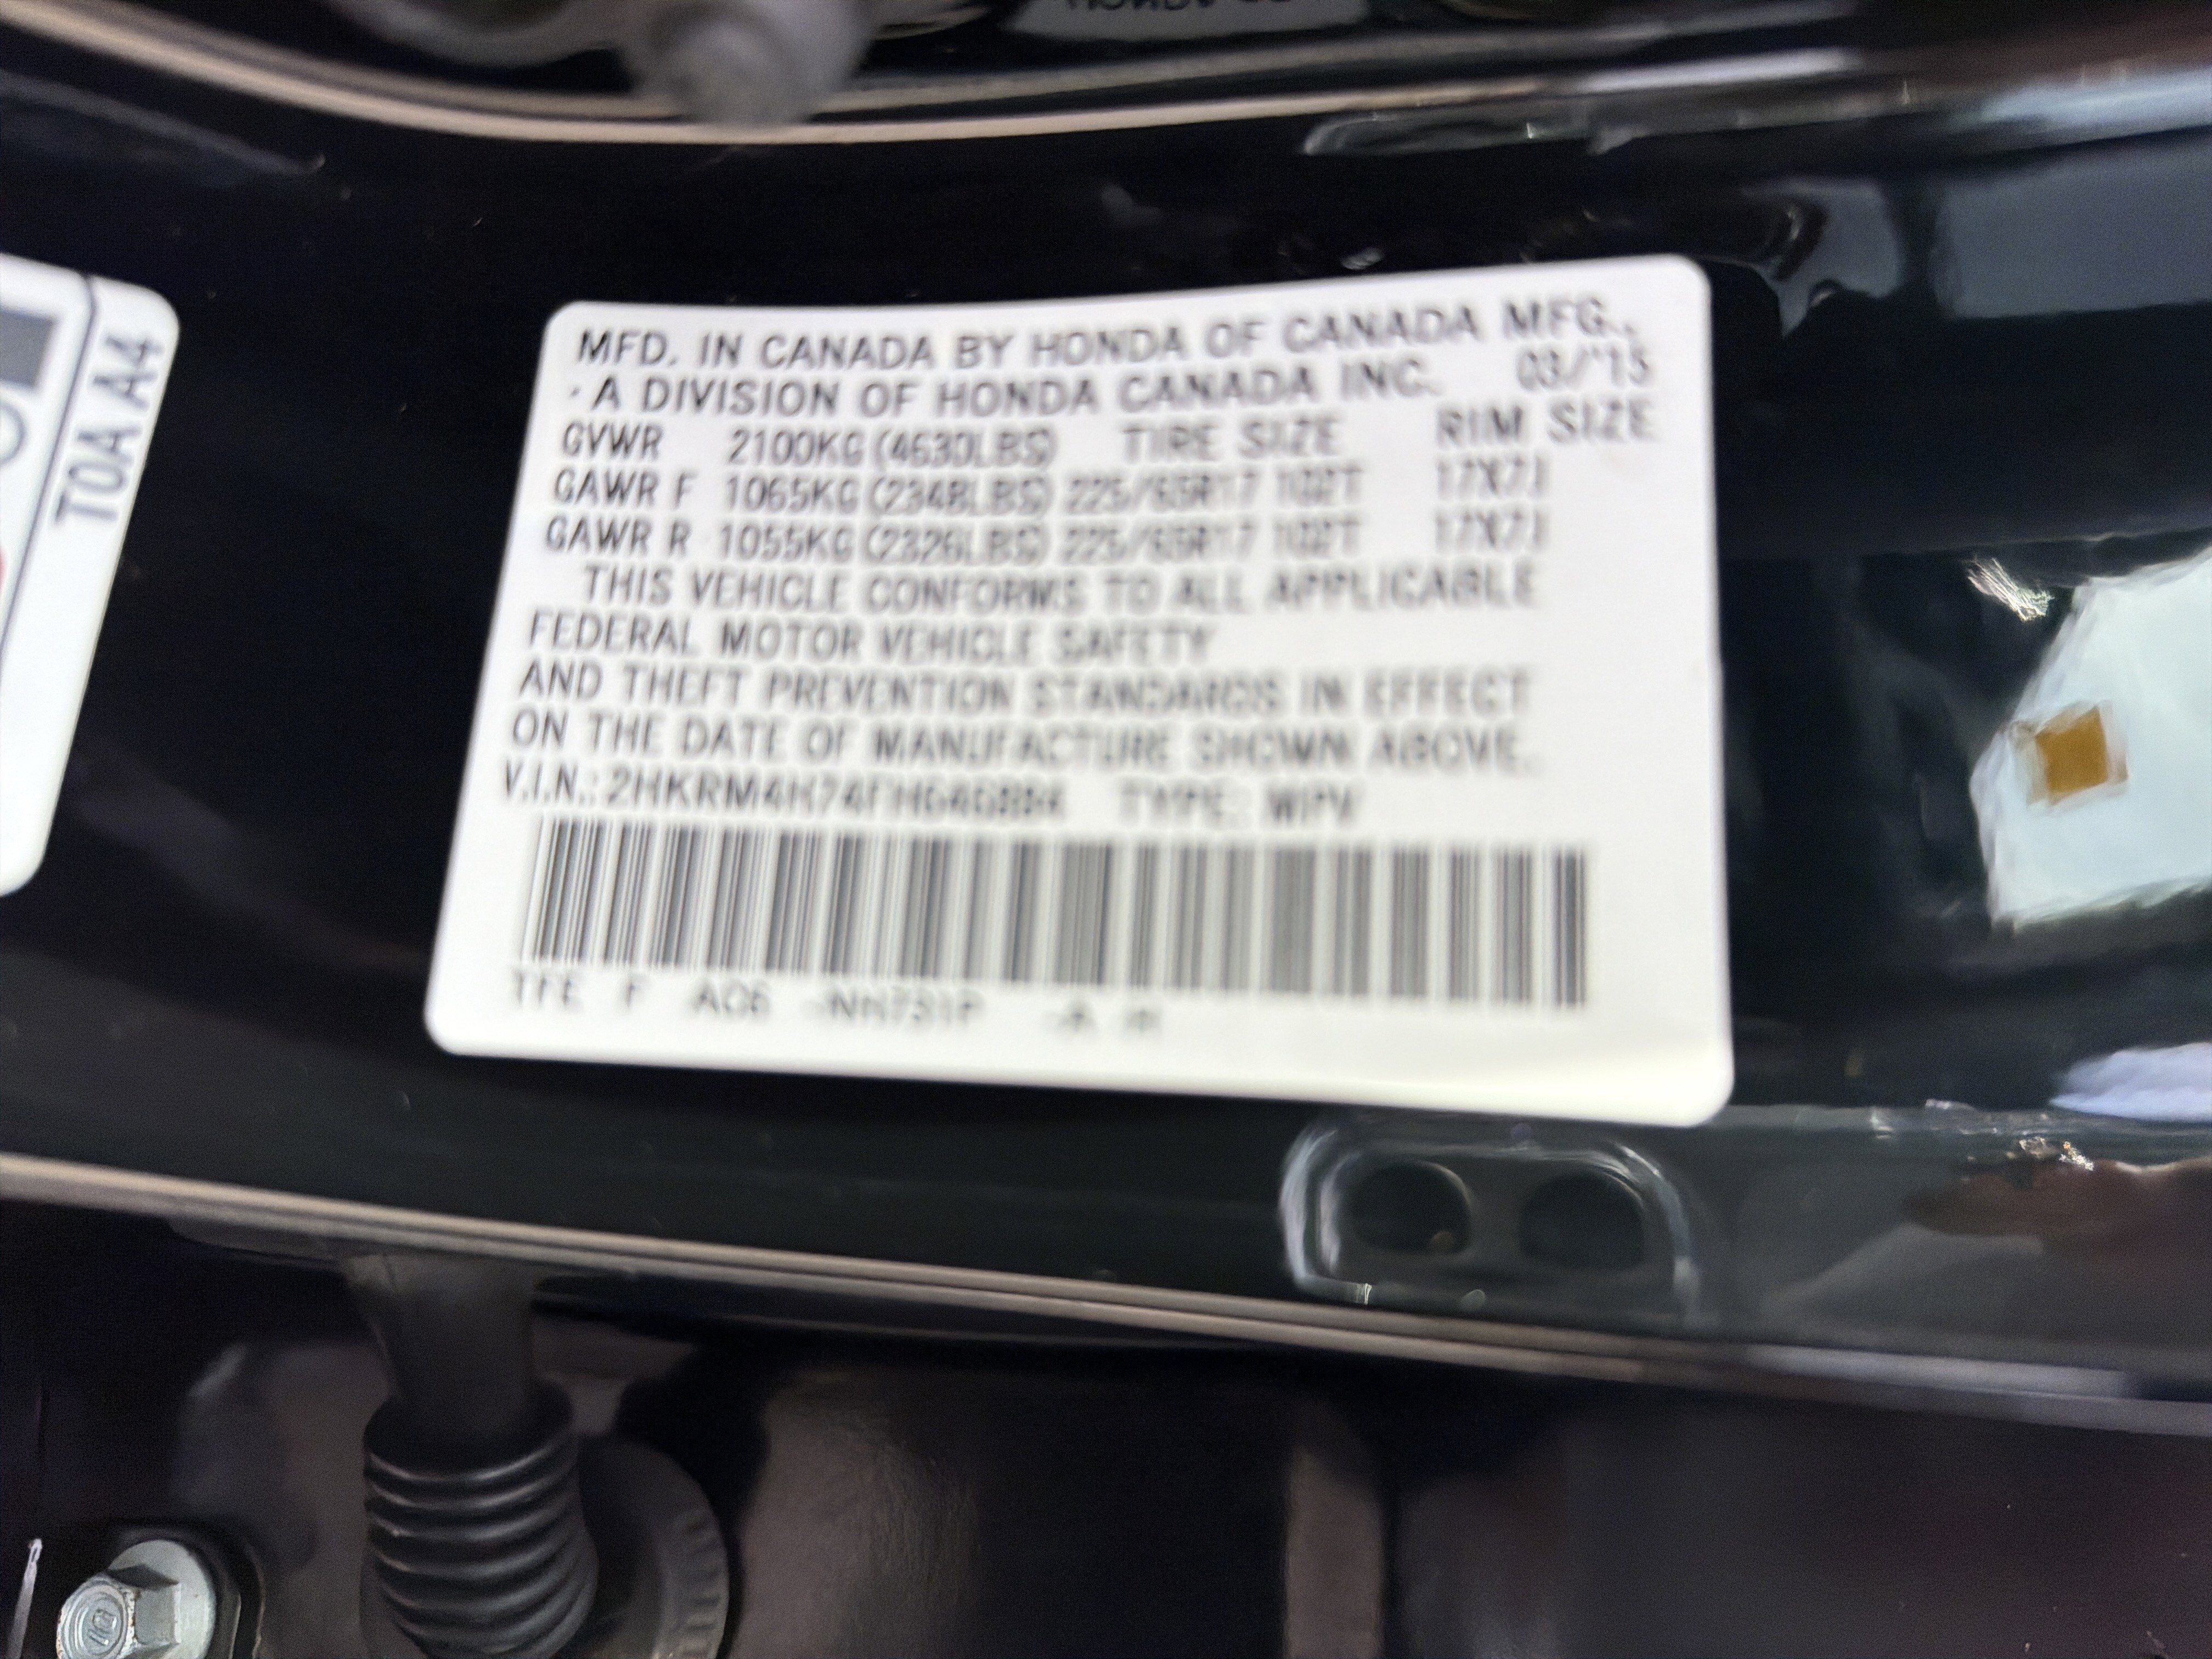 T0A A4
MFD. IN CANADA BY HONDA OF CANADA MFG.,
A DIVISION OF HONDA CANADA INC. 03/'15
GVWR 2100KG (4630LBS) TIRE SIZE RIM SIZE
GAWR F 1065KG (2348LBS) 225/65R17 102T 17X7J
GAWR R 1055KG (2326LBS) 225/65R17 102T 17X7J
THIS VEHICLE CONFORMS TO ALL APPLICABLE
FEDERAL MOTOR VEHICLE SAFETY
AND THEFT PREVENTION STANDARDS IN EFFECT
ON THE DATE OF MANUFACTURE SHOWN ABOVE.
V.I.N.: TYPE: MPV
F -NH731P -A